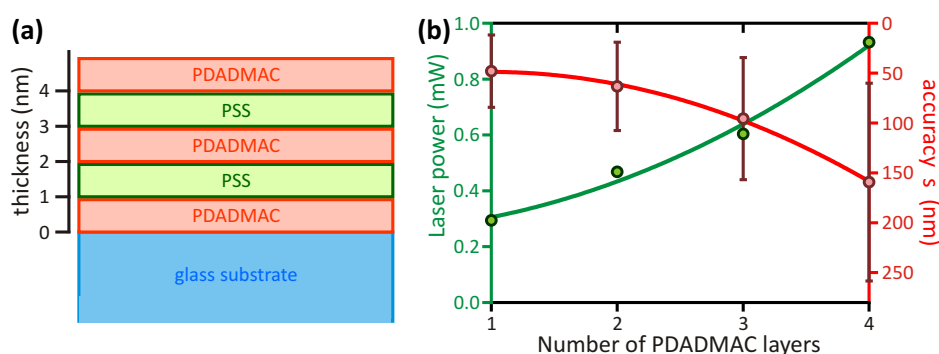 (a)
thickness (nm)
4
3
2
1
0
PDADMAC
PSS
PDADMAC
PSS
PDADMAC
glass substrate
(b)
Laser power (mW)
1.0
0.8
0.6
0.4
0.2
0.0
1
2
3
4
Number of PDADMAC layers
0
50
100
150
200
250
accuracy s (nm)